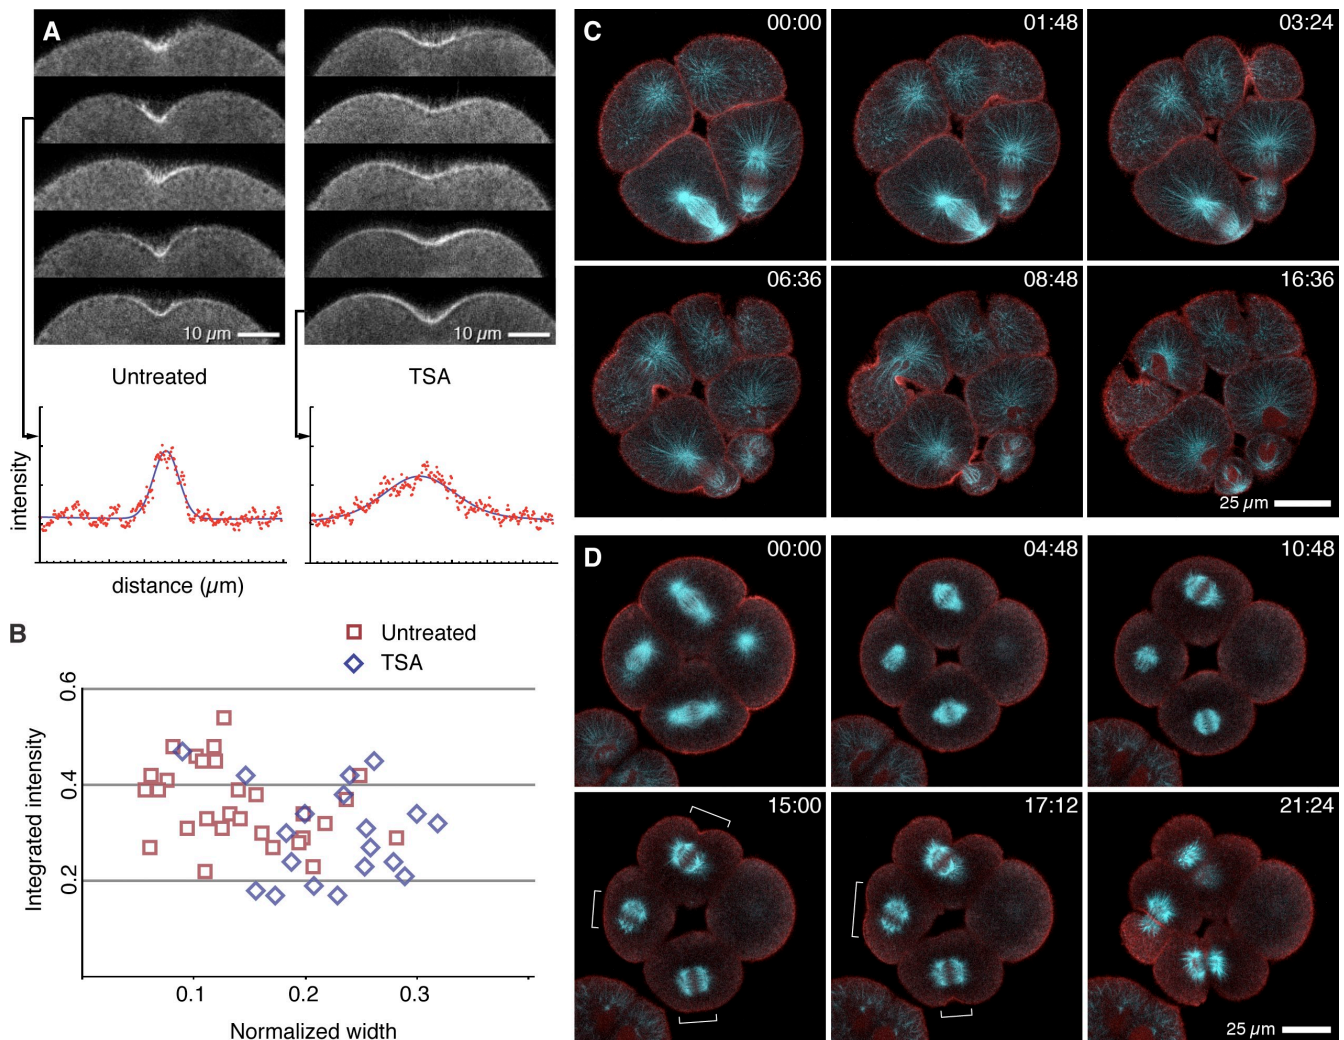 A
10 µm
10 µm
Untreated
TSA
intensity
distance (µm)
B
Untreated
TSA
0.6
0.4
0.2
Integrated intensity
0.1
0.2
0.3
Normalized width
C
00:00
01:48
03:24
06:36
08:48
16:36
25 µm
D
00:00
04:48
10:48
15:00
17:12
21:24
25 µm